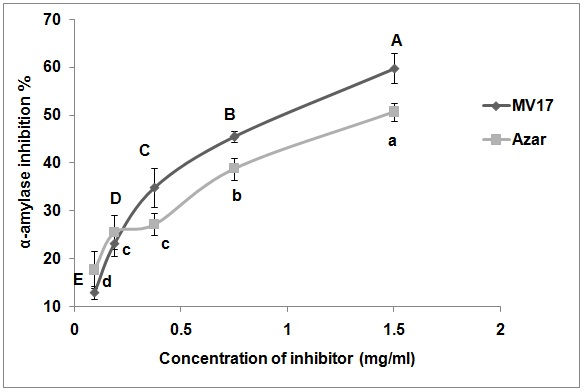 70
60
50
40
30
20
10
α-amylase inhibition %
A
B
C
D
E
a
b
c
c
d
MV17
Azar
0 0.5 1 1.5 2
Concentration of inhibitor (mg/ml)